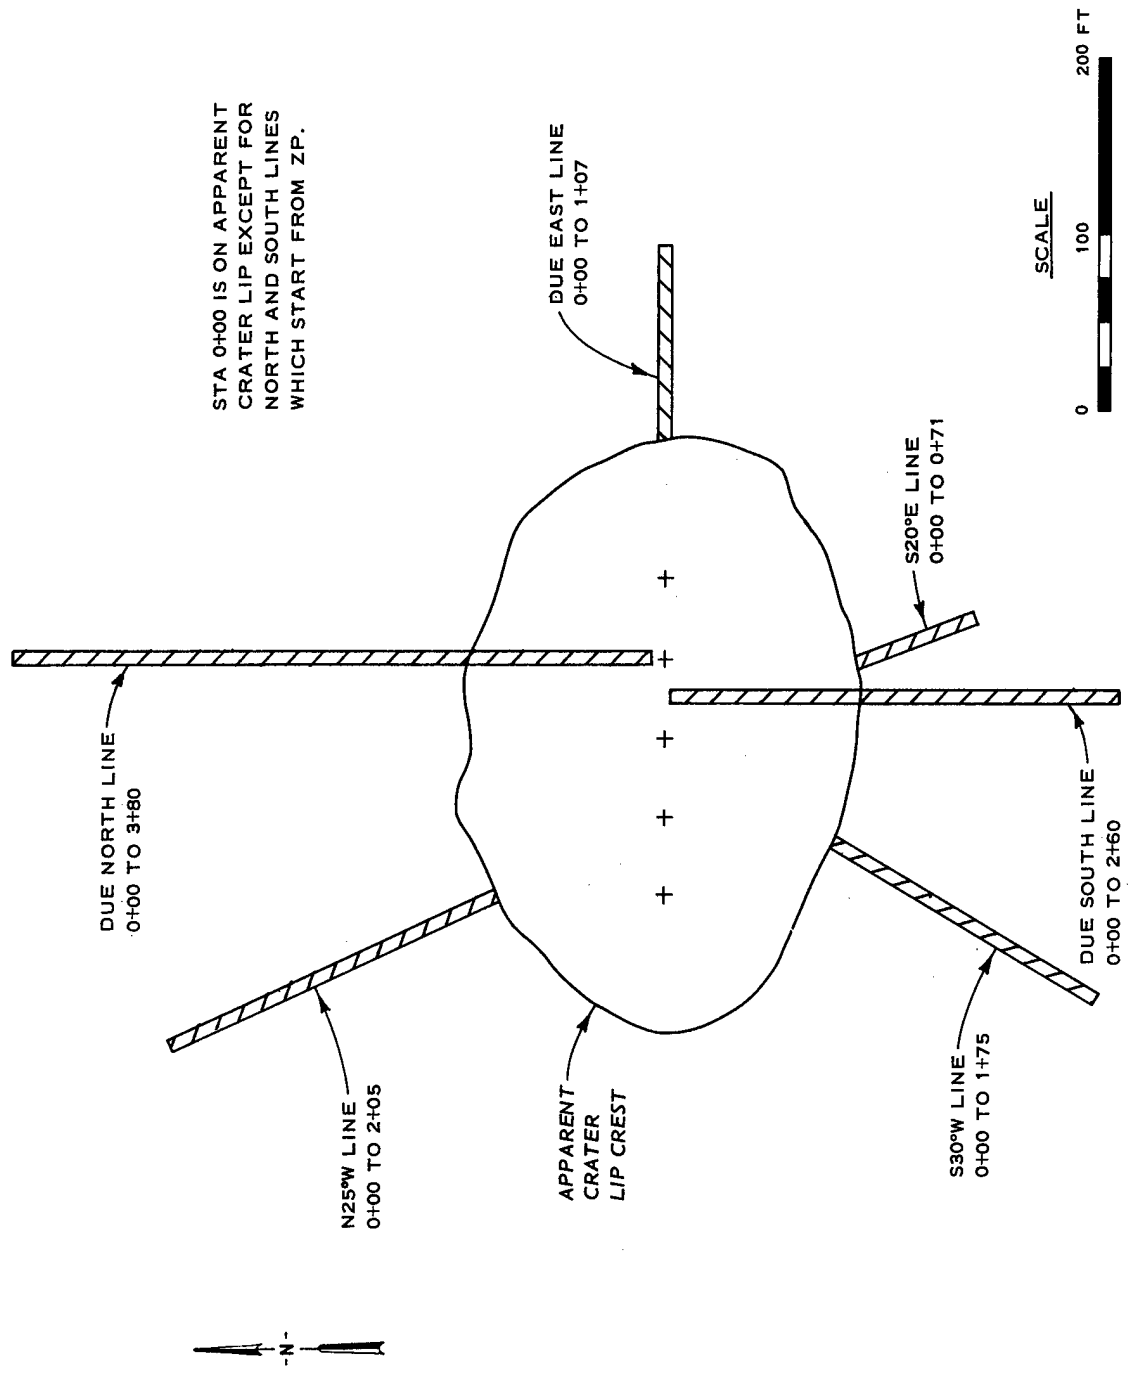 STA 0+00 IS ON APPARENT
CRATER LIP EXCEPT FOR
NORTH AND SOUTH LINES
WHICH START FROM ZP.
DUE NORTH LINE
0+00 TO 3+80
DUE EAST LINE
0+00 TO 1+07
N25°W LINE
0+00 TO 2+05
APPARENT
CRATER
LIP CREST
S20°E LINE
0+00 TO 0+71
S30°W LINE
0+00 TO 1+75
DUE SOUTH LINE
0+00 TO 2+60
-N-
SCALE
0 100 200 FT